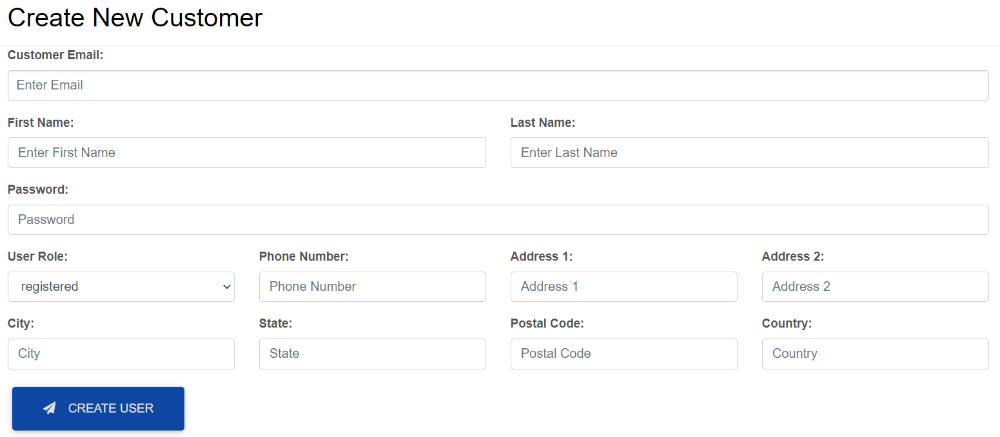 Create New Customer
Customer Email:
Enter Email
First Name: Last Name:
Enter First Name Enter Last Name
Password:
Password
User Role: Phone Number: Address 1: Address 2:
registered Phone Number Address 1 Address 2
City: State: Postal Code: Country:
City State Postal Code Country
CREATE USER